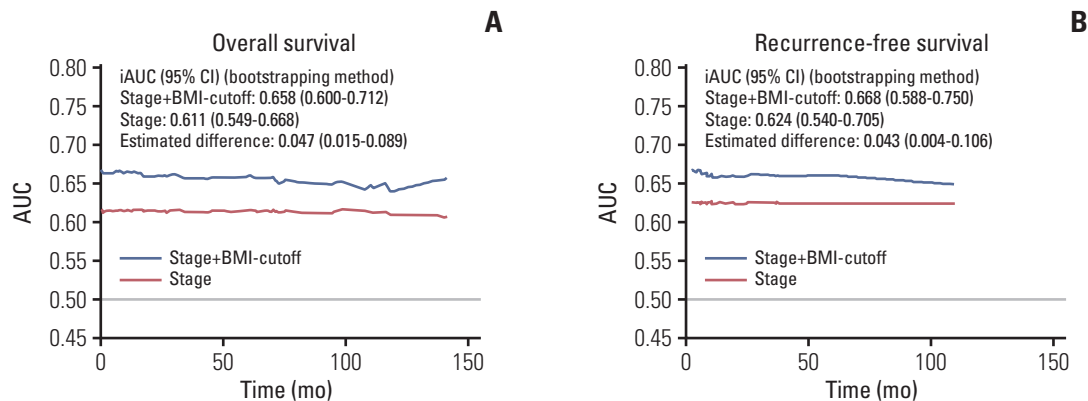 A
Overall survival
iAUC (95% CI) (bootstrapping method)
Stage+BMI-cutoff: 0.658 (0.600-0.712)
Stage: 0.611 (0.549-0.668)
Estimated difference: 0.047 (0.015-0.089)
0.80
0.75
0.70
0.65
0.60
0.55
0.50
0.45
AUC
Stage+BMI-cutoff
Stage
0
50
100
150
Time (mo)
B
Recurrence-free survival
iAUC (95% CI) (bootstrapping method)
Stage+BMI-cutoff: 0.668 (0.588-0.750)
Stage: 0.624 (0.540-0.705)
Estimated difference: 0.043 (0.004-0.106)
0.80
0.75
0.70
0.65
0.60
0.55
0.50
0.45
AUC
Stage+BMI-cutoff
Stage
0
50
100
150
Time (mo)